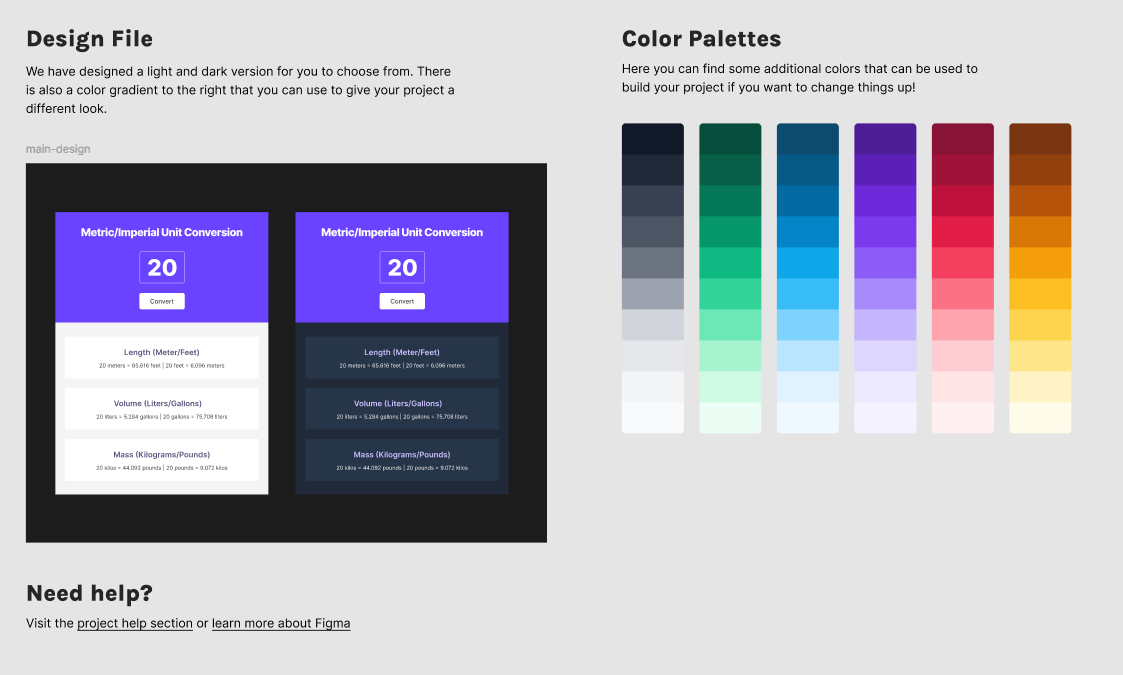 Design File
We have designed a light and dark version for you to choose from. There
is also a color gradient to the right that you can use to give your project a
different look.
main-design
Metric/Imperial Unit Conversion
20
Convert
Length (Meter/Feet)
20 meters = 65.616 feet | 20 feet = 6.096 meters
Volume (Liters/Gallons)
20 liters = 5.284 gallons | 20 gallons = 75.708 liters
Mass (Kilograms/Pounds)
20 kilos = 44.092 pounds | 20 pounds = 9.072 kilos
Metric/Imperial Unit Conversion
20
Convert
Length (Meter/Feet)
20 meters = 65.616 feet | 20 feet = 6.096 meters
Volume (Liters/Gallons)
20 liters = 5.284 gallons | 20 gallons = 75.708 liters
Mass (Kilograms/Pounds)
20 kilos = 44.092 pounds | 20 pounds = 9.072 kilos
Need help?
Visit the project help section or learn more about Figma
Color Palettes
Here you can find some additional colors that can be used to
build your project if you want to change things up!